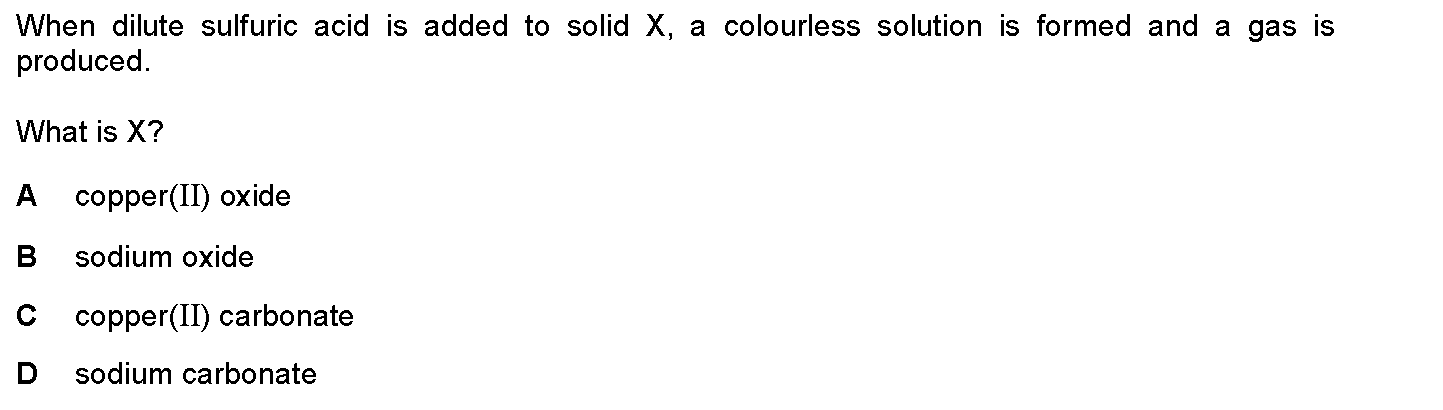 When dilute sulfuric acid is added to solid X, a colourless solution is formed and a gas is
produced.
What is X?
A copper(II) oxide
B sodium oxide
C copper(II) carbonate
D sodium carbonate